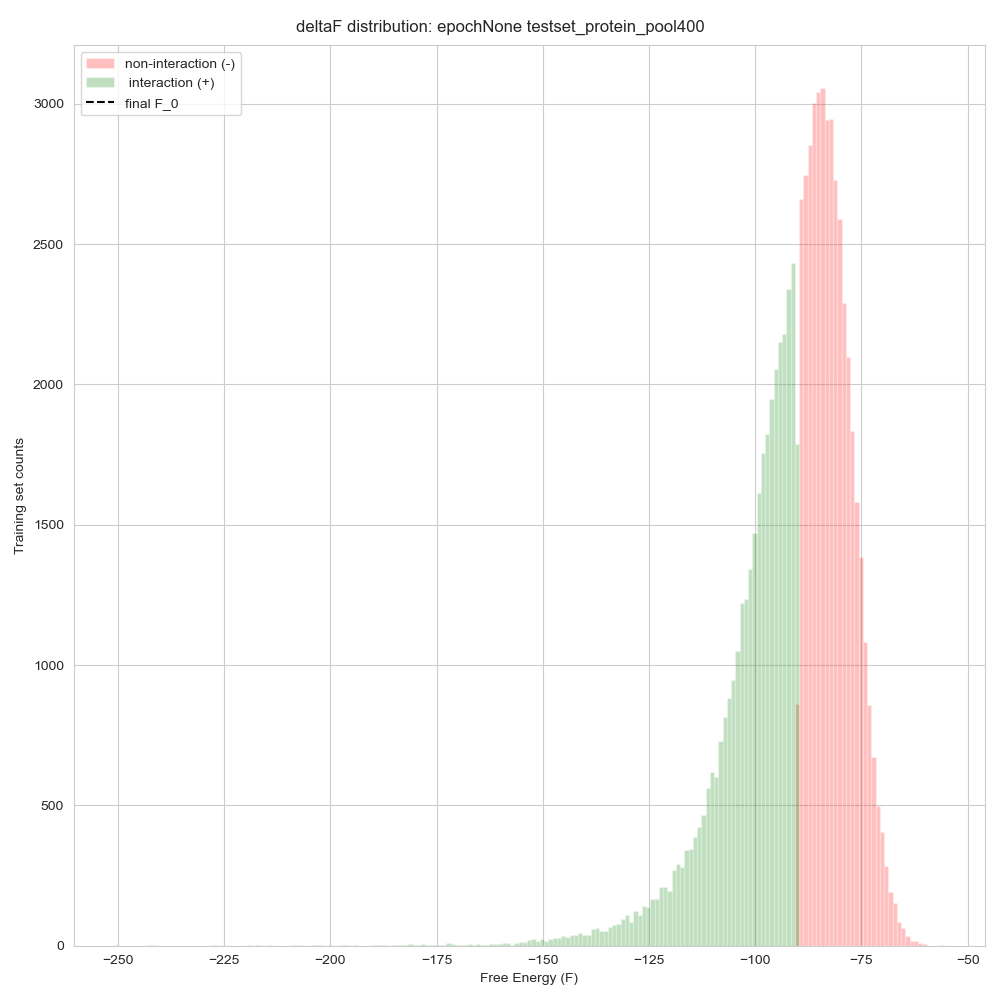 deltaF distribution: epochNone testset_protein_pool400
non-interaction (-)
interaction (+)
final F_0
3000
2500
2000
1500
1000
500
0
Training set counts
−250
−225
−200
−175
−150
−125
−100
−75
−50
Free Energy (F)